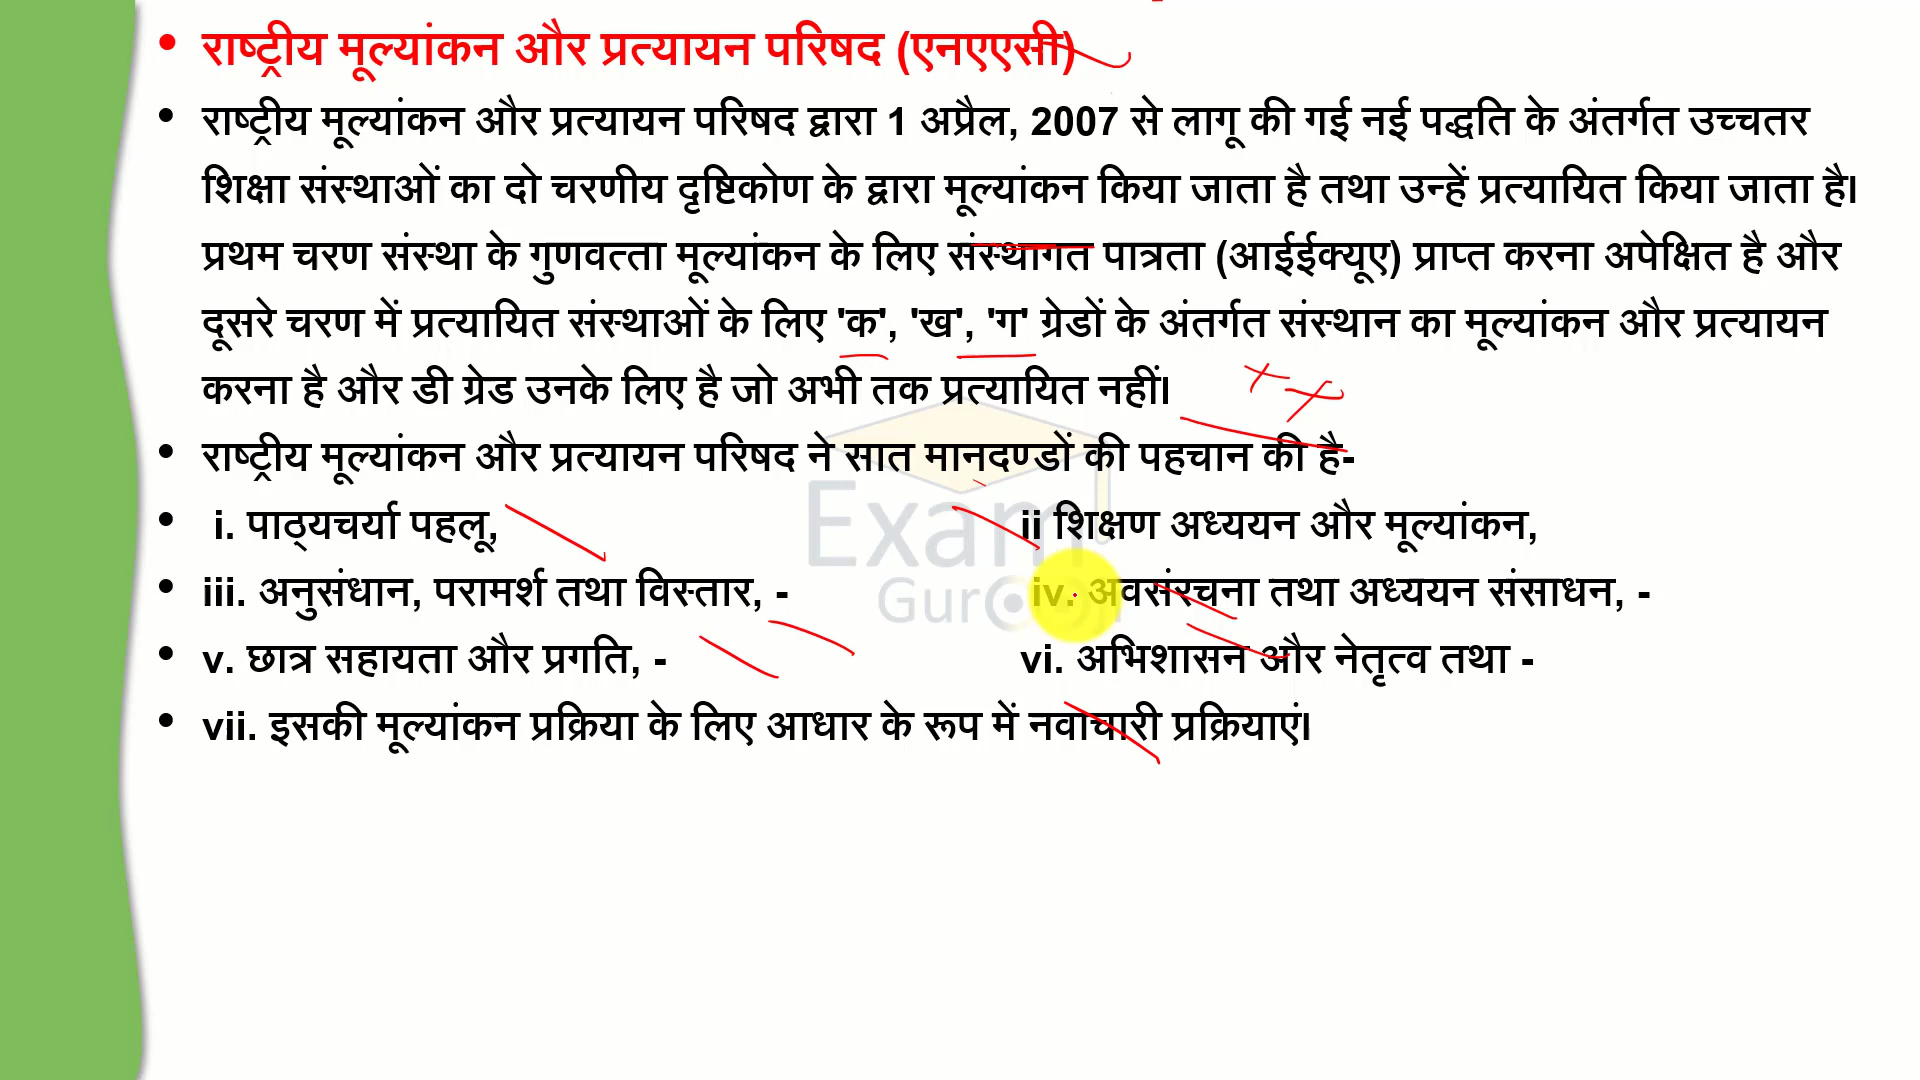 राष्ट्रीय मूल्यांकन और प्रत्यायन परिषद (एनएएसी)
राष्ट्रीय मूल्यांकन और प्रत्यायन परिषद द्वारा 1 अप्रैल, 2007 से लागू की गई नई पद्धति के अंतर्गत उच्चतर
शिक्षा संस्थाओं का दो चरणीय दृष्टिकोण के द्वारा मूल्यांकन किया जाता है तथा उन्हें प्रत्यायित किया जाता है।
प्रथम चरण संस्था के गुणवत्ता मूल्यांकन के लिए संस्थागत पात्रता (आईईक्यूए) प्राप्त करना अपेक्षित है और
दूसरे चरण में प्रत्यायित संस्थाओं के लिए 'क', 'ख', 'ग' ग्रेडों के अंतर्गत संस्थान का मूल्यांकन और प्रत्यायन
करना है और डी ग्रेड उनके लिए है जो अभी तक प्रत्यायित नहीं।
राष्ट्रीय मूल्यांकन और प्रत्यायन परिषद ने सात मानदण्डों की पहचान की है-
i. पाठ्यचर्या पहलू, ii शिक्षण अध्ययन और मूल्यांकन,
iii. अनुसंधान, परामर्श तथा विस्तार, - iv. अवसंरचना तथा अध्ययन संसाधन, -
v. छात्र सहायता और प्रगति, - vi. अभिशासन और नेतृत्व तथा -
vii. इसकी मूल्यांकन प्रक्रिया के लिए आधार के रूप में नवाचारी प्रक्रियाएं।
Exam